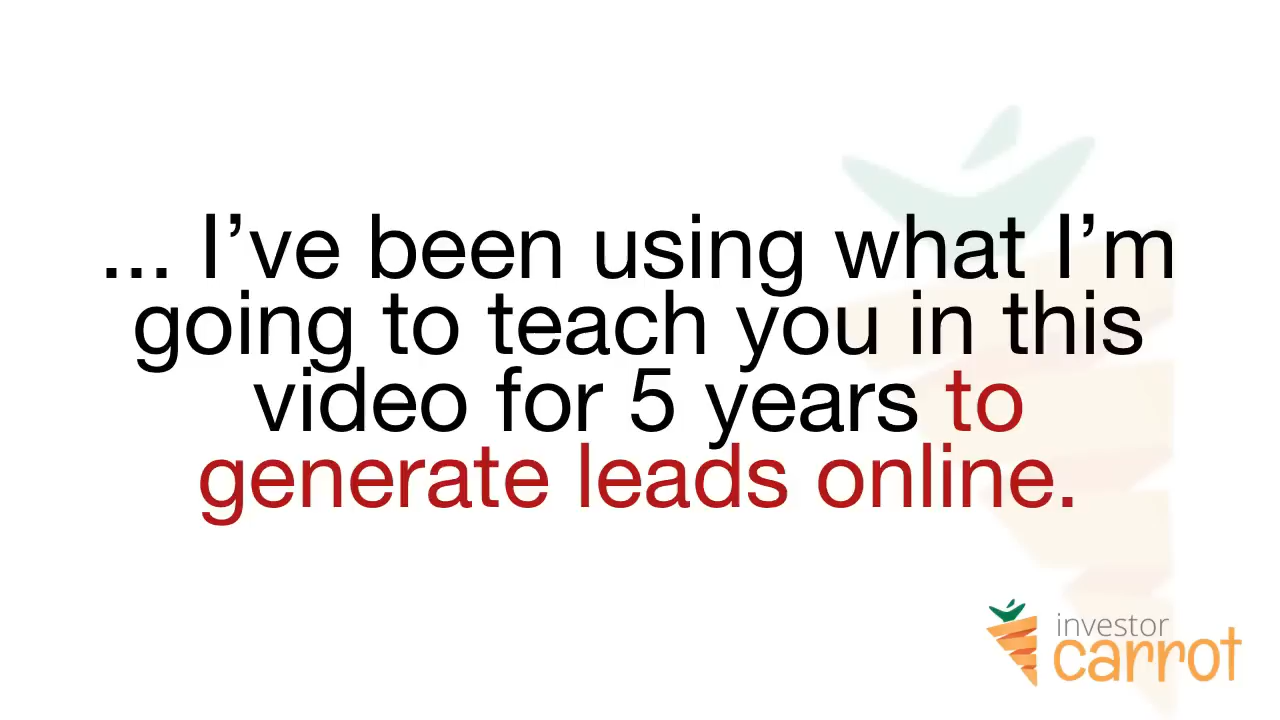 ... I’ve been using what I’m
going to teach you in this
video for 5 years to
generate leads online.
investor
carrot